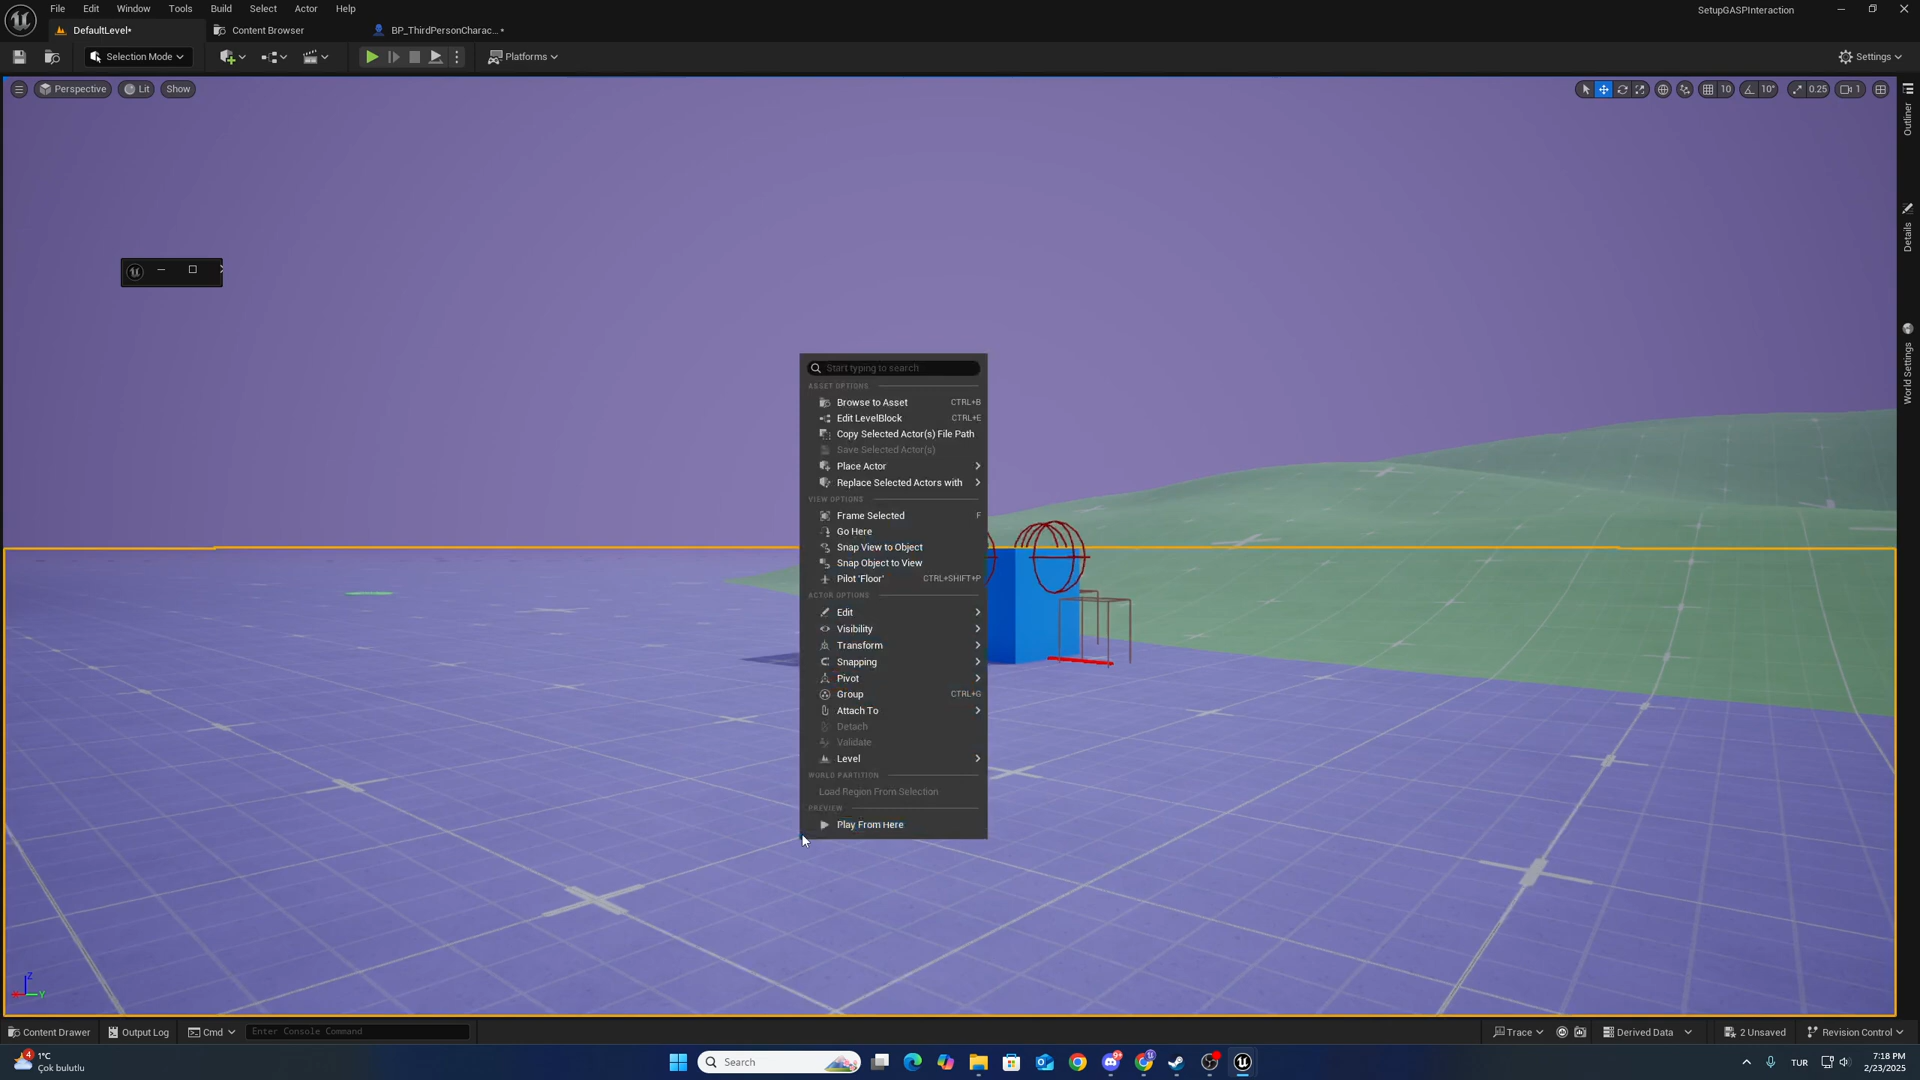 File Edit Window Tools Build Select Actor Help
SetupGASPInteraction
DefaultLevel•
Content Browser
BP_ThirdPersonCharac... •
Selection Mode
Platforms
Settings
Perspective
Lit
Show
10
10°
0.25
1
Outliner
Details
World Settings
Start typing to search
ASSET OPTIONS
Browse to Asset CTRL+B
Edit LevelBlock CTRL+E
Copy Selected Actor(s) File Path
Save Selected Actor(s)
Place Actor
Replace Selected Actors with
VIEW OPTIONS
Frame Selected F
Go Here
Snap View to Object
Snap Object to View
Pilot 'Floor' CTRL+SHIFT+P
ACTOR OPTIONS
Edit
Visibility
Transform
Snapping
Pivot
Group CTRL+G
Attach To
Detach
Validate
Level
WORLD PARTITION
Load Region From Selection
PREVIEW
Play From Here
Z
Y
Content Drawer
Output Log
Cmd
Enter Console Command
Trace
Derived Data
2 Unsaved
Revision Control
4
1°C
Çok bulutlu
Search
TUR
7:18 PM
2/23/2025